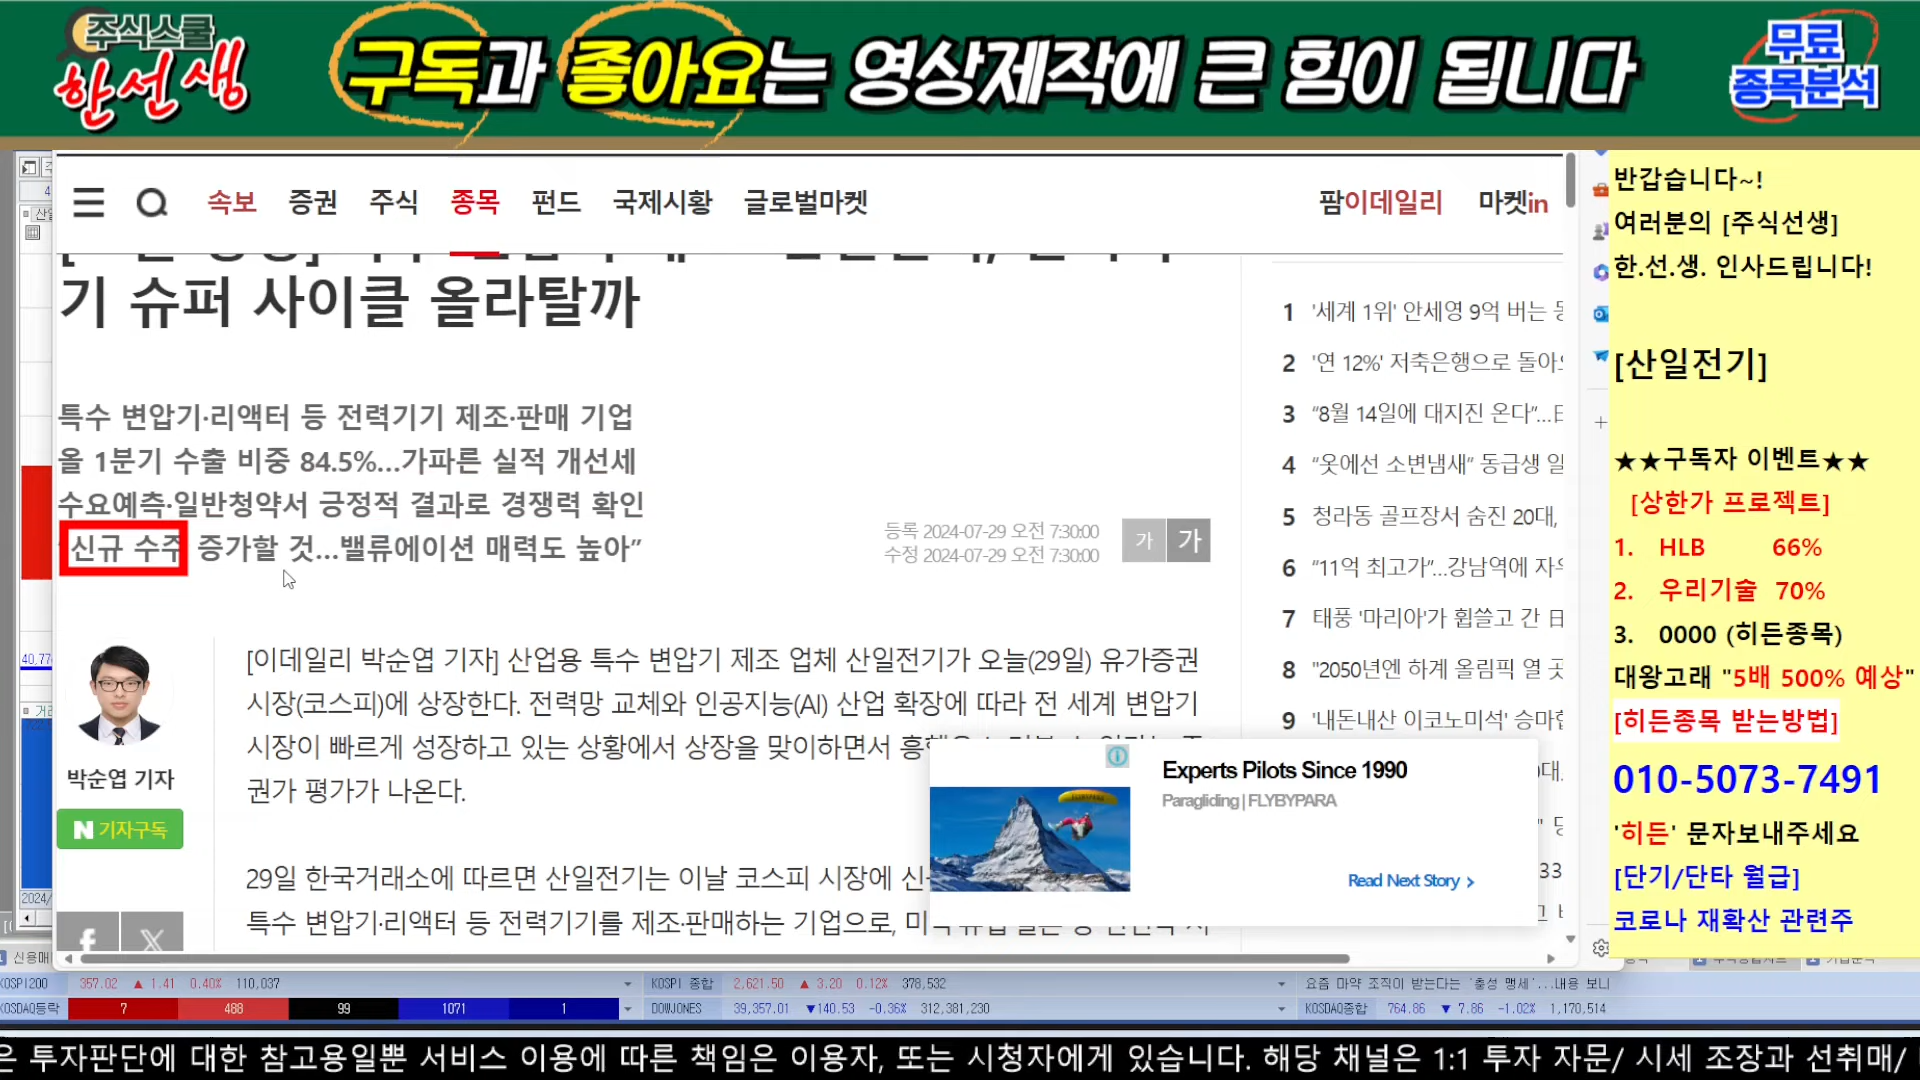 주식스쿨
한선생
구독과 좋아요는 영상제작에 큰 힘이 됩니다
무료
종목분석
속보 증권 주식 종목 펀드 국제시황 글로벌마켓
팜이데일리 마켓in
기 슈퍼 사이클 올라탈까
특수 변압기·리액터 등 전력기기 제조·판매 기업
올 1분기 수출 비중 84.5%...가파른 실적 개선세
수요예측·일반청약서 긍정적 결과로 경쟁력 확인
신규 수주 증가할 것...밸류에이션 매력도 높아”
등록 2024-07-29 오전 7:30:00
수정 2024-07-29 오전 7:30:00
가 가
박순엽 기자
N 기자구독
[이데일리 박순엽 기자] 산업용 특수 변압기 제조 업체 산일전기가 오늘(29일) 유가증권
시장(코스피)에 상장한다. 전력망 교체와 인공지능(AI) 산업 확장에 따라 전 세계 변압기
시장이 빠르게 성장하고 있는 상황에서 상장을 맞이하면서
권가 평가가 나온다.
29일 한국거래소에 따르면 산일전기는 이날 코스피 시장에
특수 변압기·리액터 등 전력기기를 제조·판매하는 기업으로,
1 '세계 1위' 안세영 9억 버는
2 '연 12%' 저축은행으로
3 “8월 14일에 대지진 온다”...日
4 “옷에선 소변냄새” 동급생
5 청라동 골프장서 숨진 20대,
6 “11억 최고가”...강남역에
7 태풍 '마리아'가 휩쓸고 간 日
8 "2050년엔 하계 올림픽 열
9 '내돈내산 이코노미석'
Experts Pilots Since 1990
Paragliding | FLYBYPARA
Read Next Story >
반갑습니다~!
여러분의 [주식선생]
한.선.생. 인사드립니다!
[산일전기]
★★구독자 이벤트★★
[상한가 프로젝트]
1. HLB 66%
2. 우리기술 70%
3. 0000 (히든종목)
대왕고래 "5배 500% 예상"
[히든종목 받는방법]
010-5073-7491
'히든' 문자보내주세요
[단기/단타 월급]
코로나 재확산 관련주
KOSPI200 357.02 ▲ 1.41 0.40% 110,037
KOSPI 종합 2,621.50 ▲ 3.20 0.12% 378,532
요즘 마약 조직이 받는다는 '충성 맹세'...내용 보니
KOSDAQ등락 7 488 99 1071 1
DOWJONES 39,357.01 ▼140.53 -0.36% 312,381,230
KOSDAQ종합 764.86 ▼ 7.86 -1.02% 1,170,514
은 투자판단에 대한 참고용일뿐 서비스 이용에 따른 책임은 이용자, 또는 시청자에게 있습니다. 해당 채널은 1:1 투자 자문/ 시세 조장과 선취매/